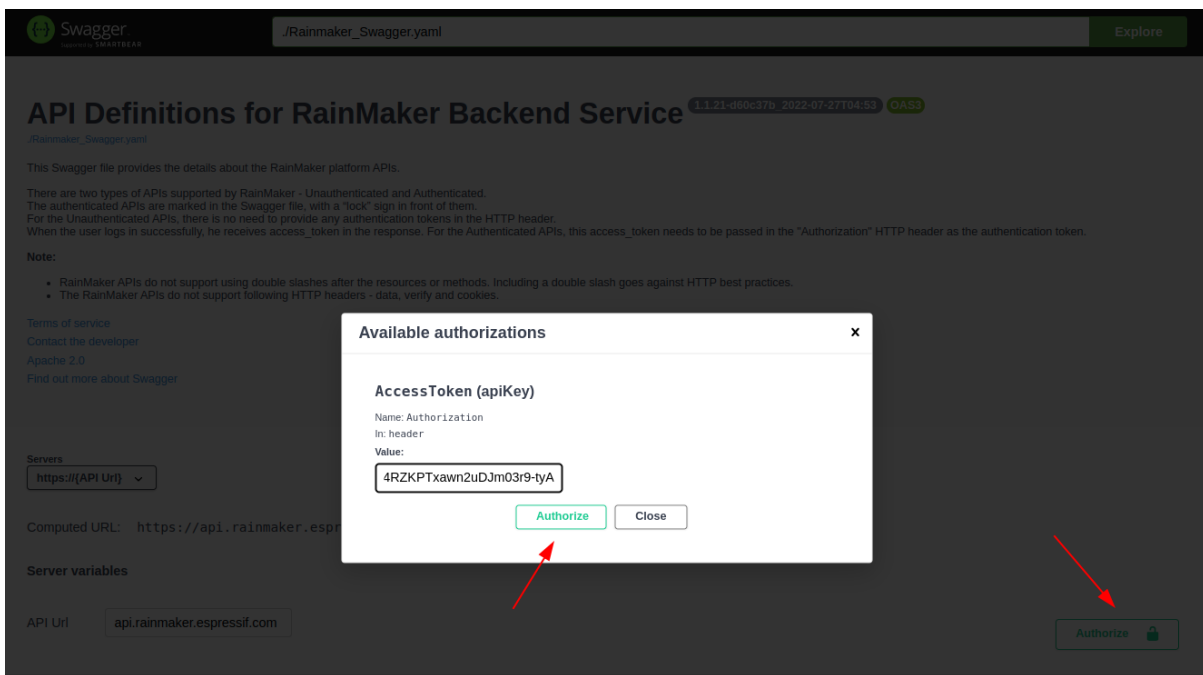 Swagger.
Supported by SMARTBEAR
./Rainmaker_Swagger.yaml
Explore
API Definitions for RainMaker Backend Service
1.1.21-d60c37b_2022-07-27T04:53
OAS3
./Rainmaker_Swagger.yaml
This Swagger file provides the details about the RainMaker platform APIs.
There are two types of APIs supported by RainMaker - Unauthenticated and Authenticated.
The authenticated APIs are marked in the Swagger file, with a "lock" sign in front of them.
For the Unauthenticated APIs, there is no need to provide any authentication tokens in the HTTP header.
When the user logs in successfully, he receives access_token in the response. For the Authenticated APIs, this access_token needs to be passed in the "Authorization" HTTP header as the authentication token.
Note:
RainMaker APIs do not support using double slashes after the resources or methods. Including a double slash goes against HTTP best practices.
The RainMaker APIs do not support following HTTP headers - data, verify and cookies.
Terms of service
Contact the developer
Apache 2.0
Find out more about Swagger
Available authorizations
x
AccessToken (apiKey)
Name: Authorization
In: header
Value:
4RZKPTxawn2uDJm03r9-tyA
Authorize
Close
Servers
https://{API Url}
Computed URL: https://api.rainmaker.espr
Server variables
API Url
api.rainmaker.espressif.com
Authorize